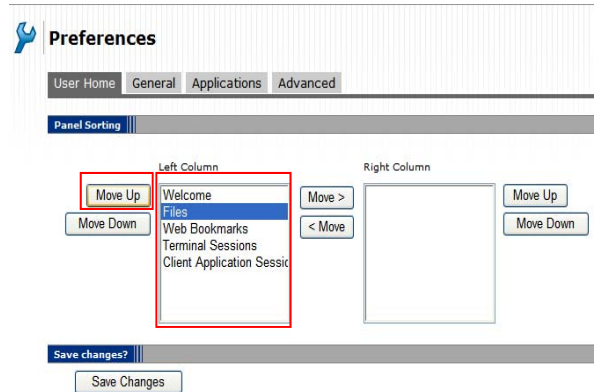 Preferences
User Home General Applications Advanced
Panel Sorting
Left Column Right Column
Move Up Welcome Move > Move Up
Files
Move Down Web Bookmarks < Move Move Down
Terminal Sessions
Client Application Sessic
Save changes?
Save Changes